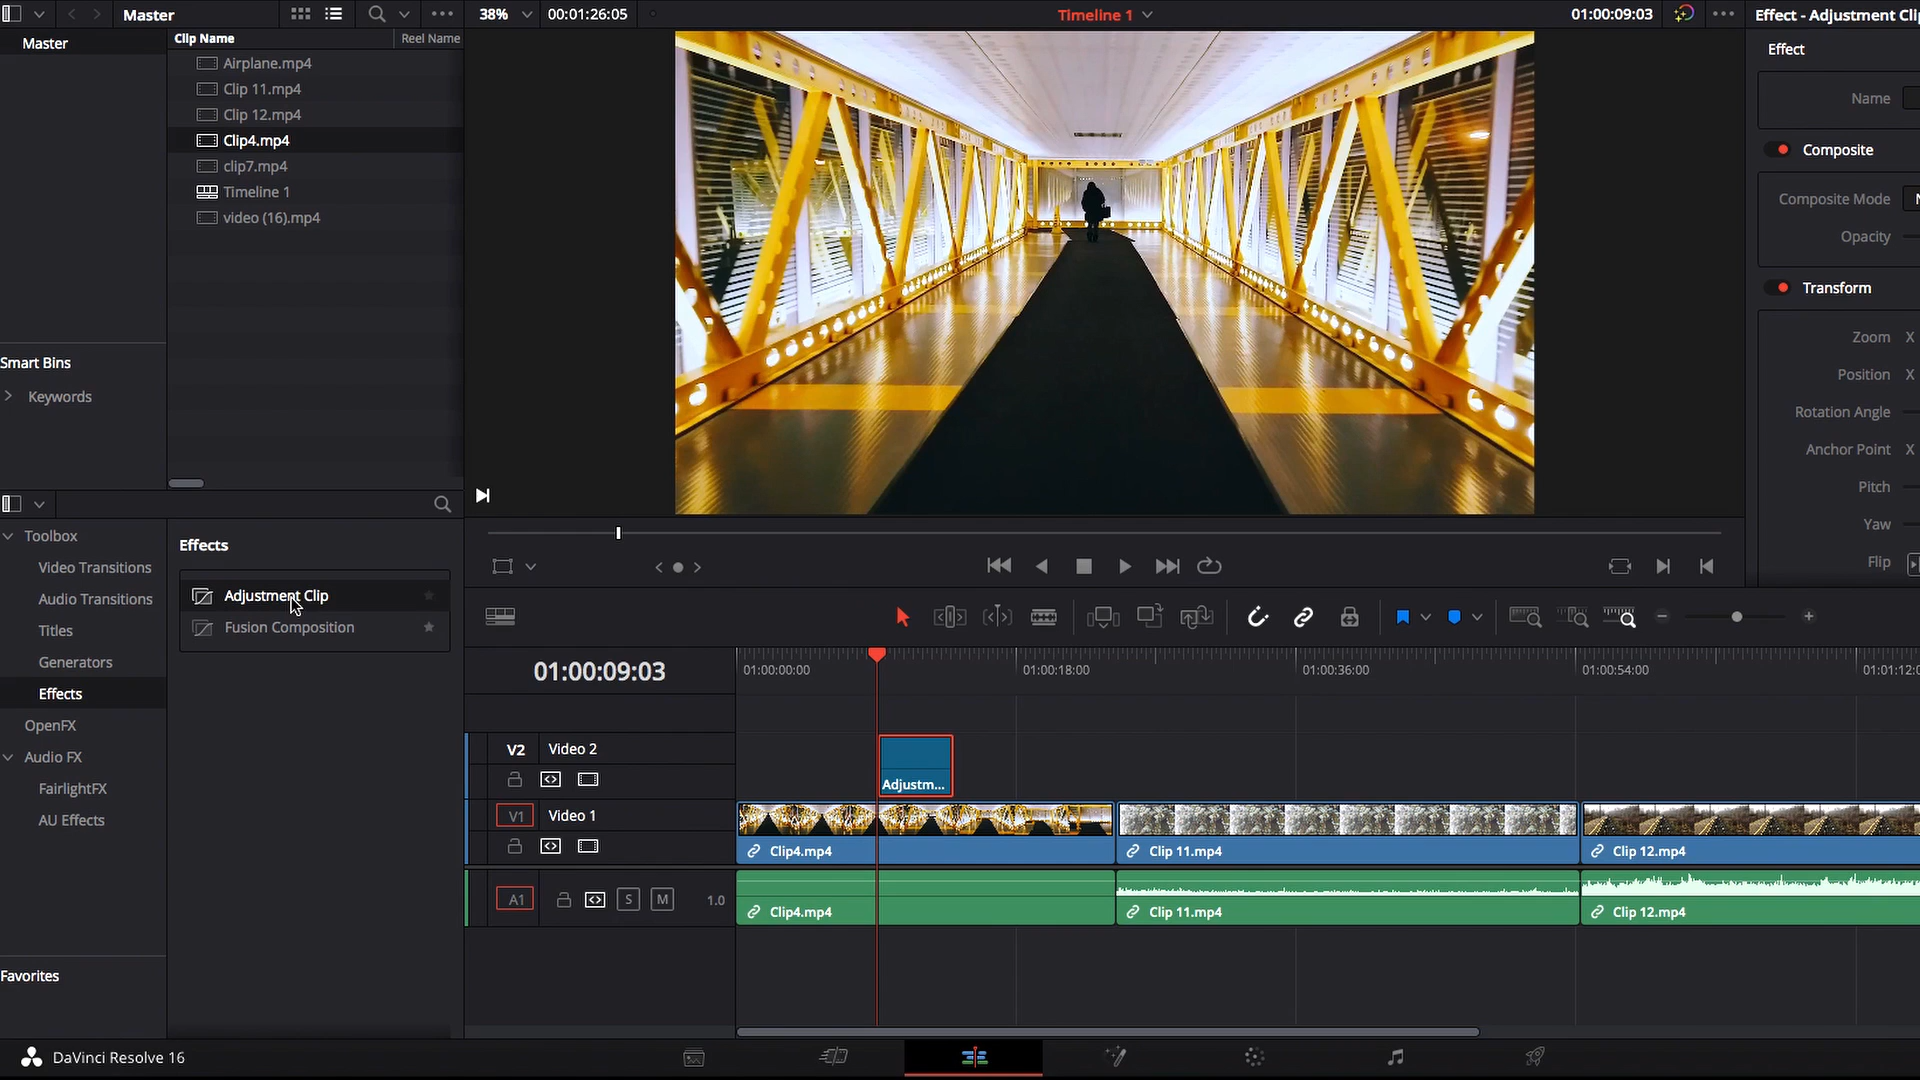 Master
38%
00:01:26:05
Timeline 1
01:00:09:03
Effect - Adjustment Cli
Master
Clip Name
Reel Name
Effect
Airplane.mp4
Clip 11.mp4
Clip 12.mp4
Clip4.mp4
clip7.mp4
Timeline 1
video (16).mp4
Name
Composite
Composite Mode
Opacity
Transform
Zoom X
Position X
Rotation Angle
Anchor Point X
Pitch
Yaw
Flip
Smart Bins
Keywords
Toolbox
Video Transitions
Audio Transitions
Titles
Generators
Effects
OpenFX
Audio FX
FairlightFX
AU Effects
Favorites
Effects
Adjustment Clip
Fusion Composition
01:00:09:03
01:00:00:00
01:00:18:00
01:00:36:00
01:00:54:00
01:01:12:0
V2
Video 2
Adjustm...
V1
Video 1
Clip4.mp4
Clip 11.mp4
Clip 12.mp4
A1
S
M
1.0
Clip4.mp4
Clip 11.mp4
Clip 12.mp4
DaVinci Resolve 16